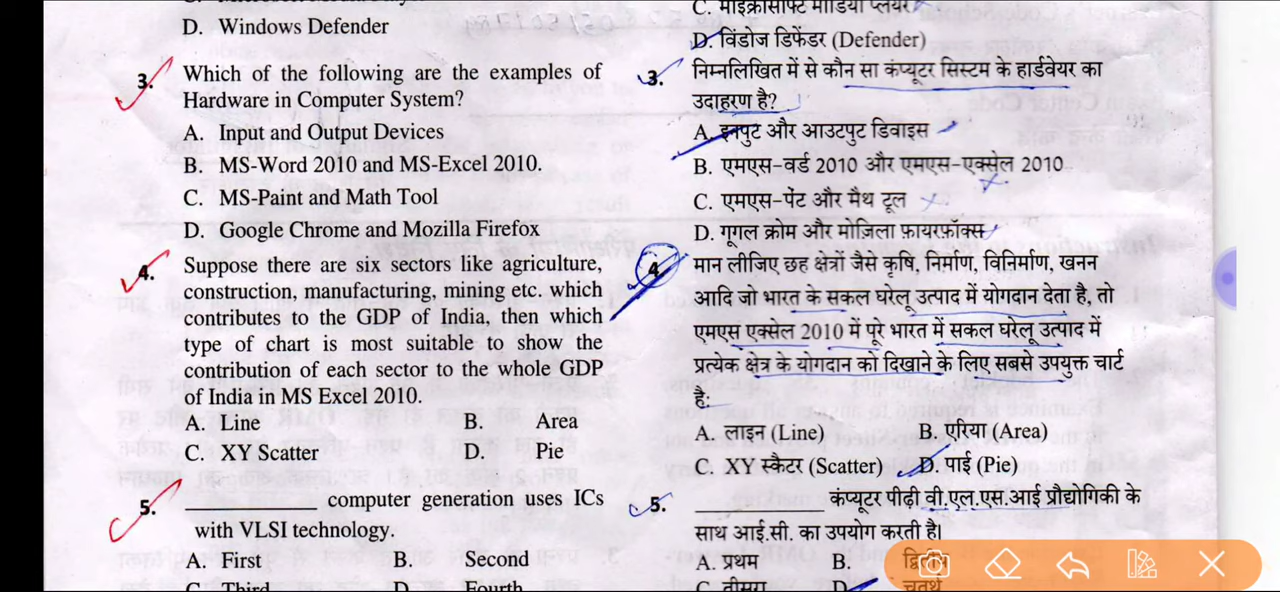 D. Windows Defender
3. Which of the following are the examples of
Hardware in Computer System?
A. Input and Output Devices
B. MS-Word 2010 and MS-Excel 2010.
C. MS-Paint and Math Tool
D. Google Chrome and Mozilla Firefox
4. Suppose there are six sectors like agriculture,
construction, manufacturing, mining etc. which
contributes to the GDP of India, then which
type of chart is most suitable to show the
contribution of each sector to the whole GDP
of India in MS Excel 2010.
A. Line B. Area
C. XY Scatter D. Pie
5. ____________ computer generation uses ICs
with VLSI technology.
A. First B. Second
C. Third D. Fourth
C. माइक्रोसॉफ्ट मीडिया प्लेयर
D. विंडोज डिफेंडर (Defender)
3. निम्नलिखित में से कौन सा कंप्यूटर सिस्टम के हार्डवेयर का
उदाहरण है?
A. इनपुट और आउटपुट डिवाइस
B. एमएस-वर्ड 2010 और एमएस-एक्सेल 2010
C. एमएस-पेंट और मैथ टूल
D. गूगल क्रोम और मोज़िला फ़ायरफ़ॉक्स
4. मान लीजिए छह क्षेत्रों जैसे कृषि, निर्माण, विनिर्माण, खनन
आदि जो भारत के सकल घरेलू उत्पाद में योगदान देता है, तो
एमएस एक्सेल 2010 में पूरे भारत में सकल घरेलू उत्पाद में
प्रत्येक क्षेत्र के योगदान को दिखाने के लिए सबसे उपयुक्त चार्ट
है:
A. लाइन (Line) B. एरिया (Area)
C. XY स्कैटर (Scatter) D. पाई (Pie)
5. ____________ कंप्यूटर पीढ़ी वी.एल.एस.आई प्रौद्योगिकी के
साथ आई.सी. का उपयोग करती है।
A. प्रथम B. द्वितीय
C. तीसरा D. चतुर्थ